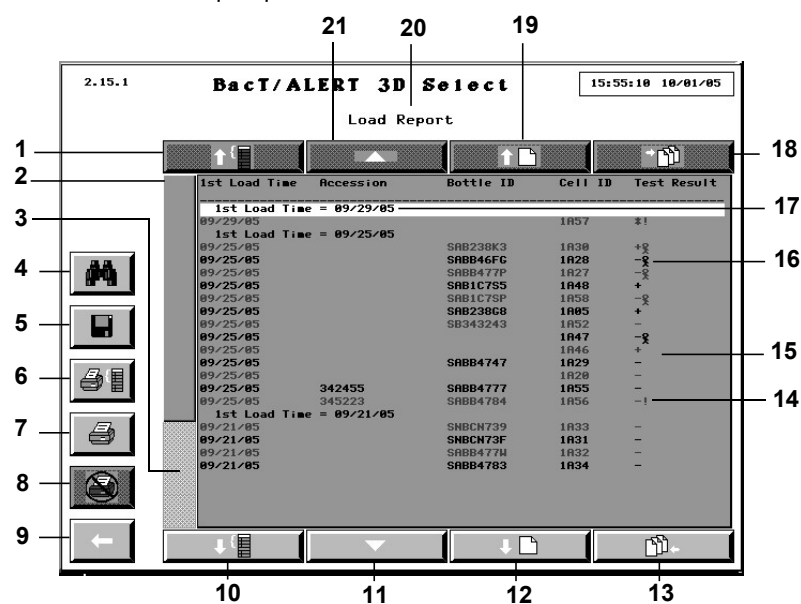 21 20 19
2.15.1 BacT/ALERT 3D Select 15:55:10 10/01/05
Load Report
1
18
2
1st Load Time Accession Bottle ID Cell ID Test Result
1st Load Time = 09/29/05
17
3
09/29/05 1A57 *!
1st Load Time = 09/25/05
09/25/05 SAB238K3 1A30 +
4
09/25/05 SABB46FG 1A28 -
16
09/25/05 SABB477P 1A27 -
09/25/05 SAB1C7S5 1A48 +
09/25/05 SAB1C7SP 1A58 -
09/25/05 SAB238G8 1A05 +
5
09/25/05 SB343243 1A52 -
09/25/05 1A47 -
09/25/05 1A46 +
15
09/25/05 SABB4747 1A29 -
6
09/25/05 1A20 -
09/25/05 342455 SABB4777 1A55 -
09/25/05 345223 SABB4784 1A56 -!
14
1st Load Time = 09/21/05
09/21/05 SNBCN739 1A33 -
7
09/21/05 SNBCN73F 1A31 -
09/21/05 SABB477W 1A32 -
09/21/05 SABB4783 1A34 -
8
9
10 11 12 13